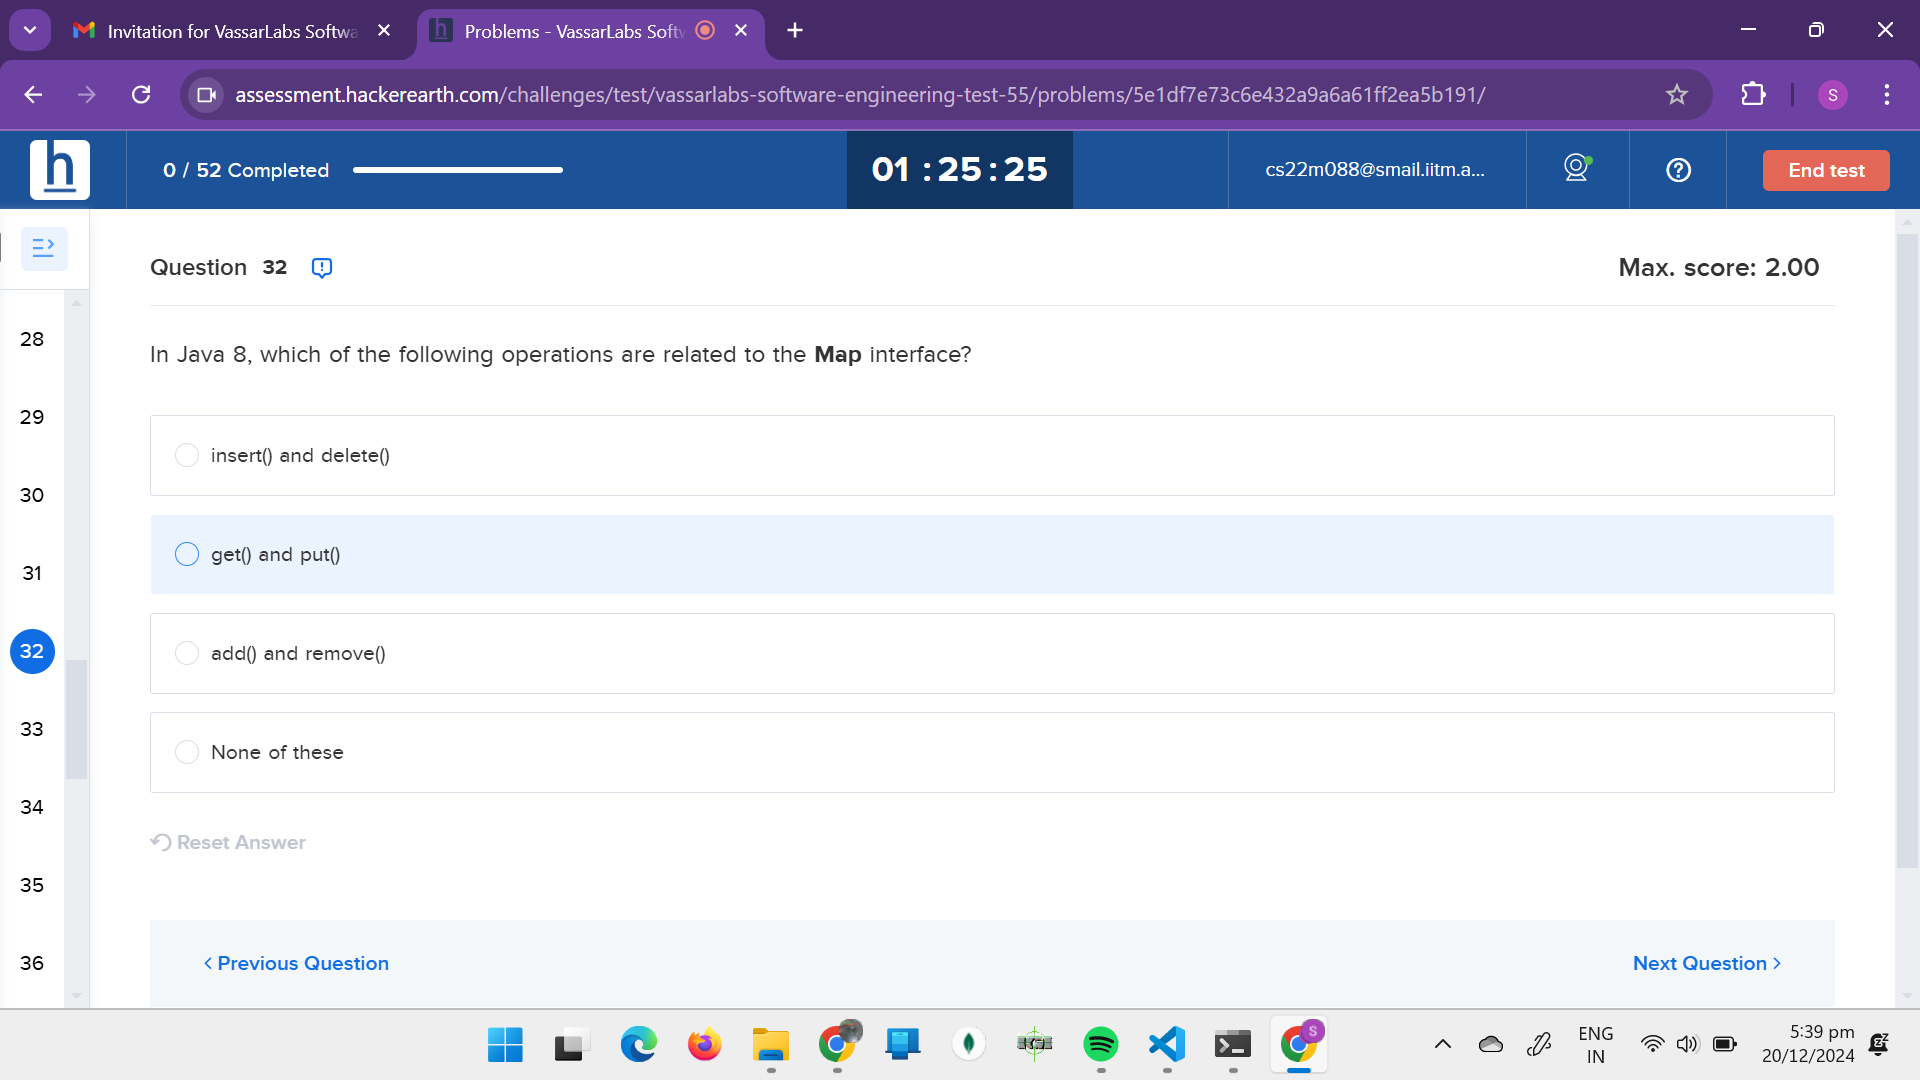 Invitation for VassarLabs Softwa
Problems - VassarLabs Softv
assessment.hackerearth.com/challenges/test/vassarlabs-software-engineering-test-55/problems/5e1df7e73c6e432a9a6a61ff2ea5b191/
S
h
0 / 52 Completed
01 : 25 : 25
cs22m088@smail.iitm.a...
End test
Question 32
Max. score: 2.00
In Java 8, which of the following operations are related to the Map interface?
insert() and delete()
get() and put()
add() and remove()
None of these
Reset Answer
Previous Question
Next Question
28
29
30
31
32
33
34
35
36
S
ENG
IN
5:39 pm
20/12/2024